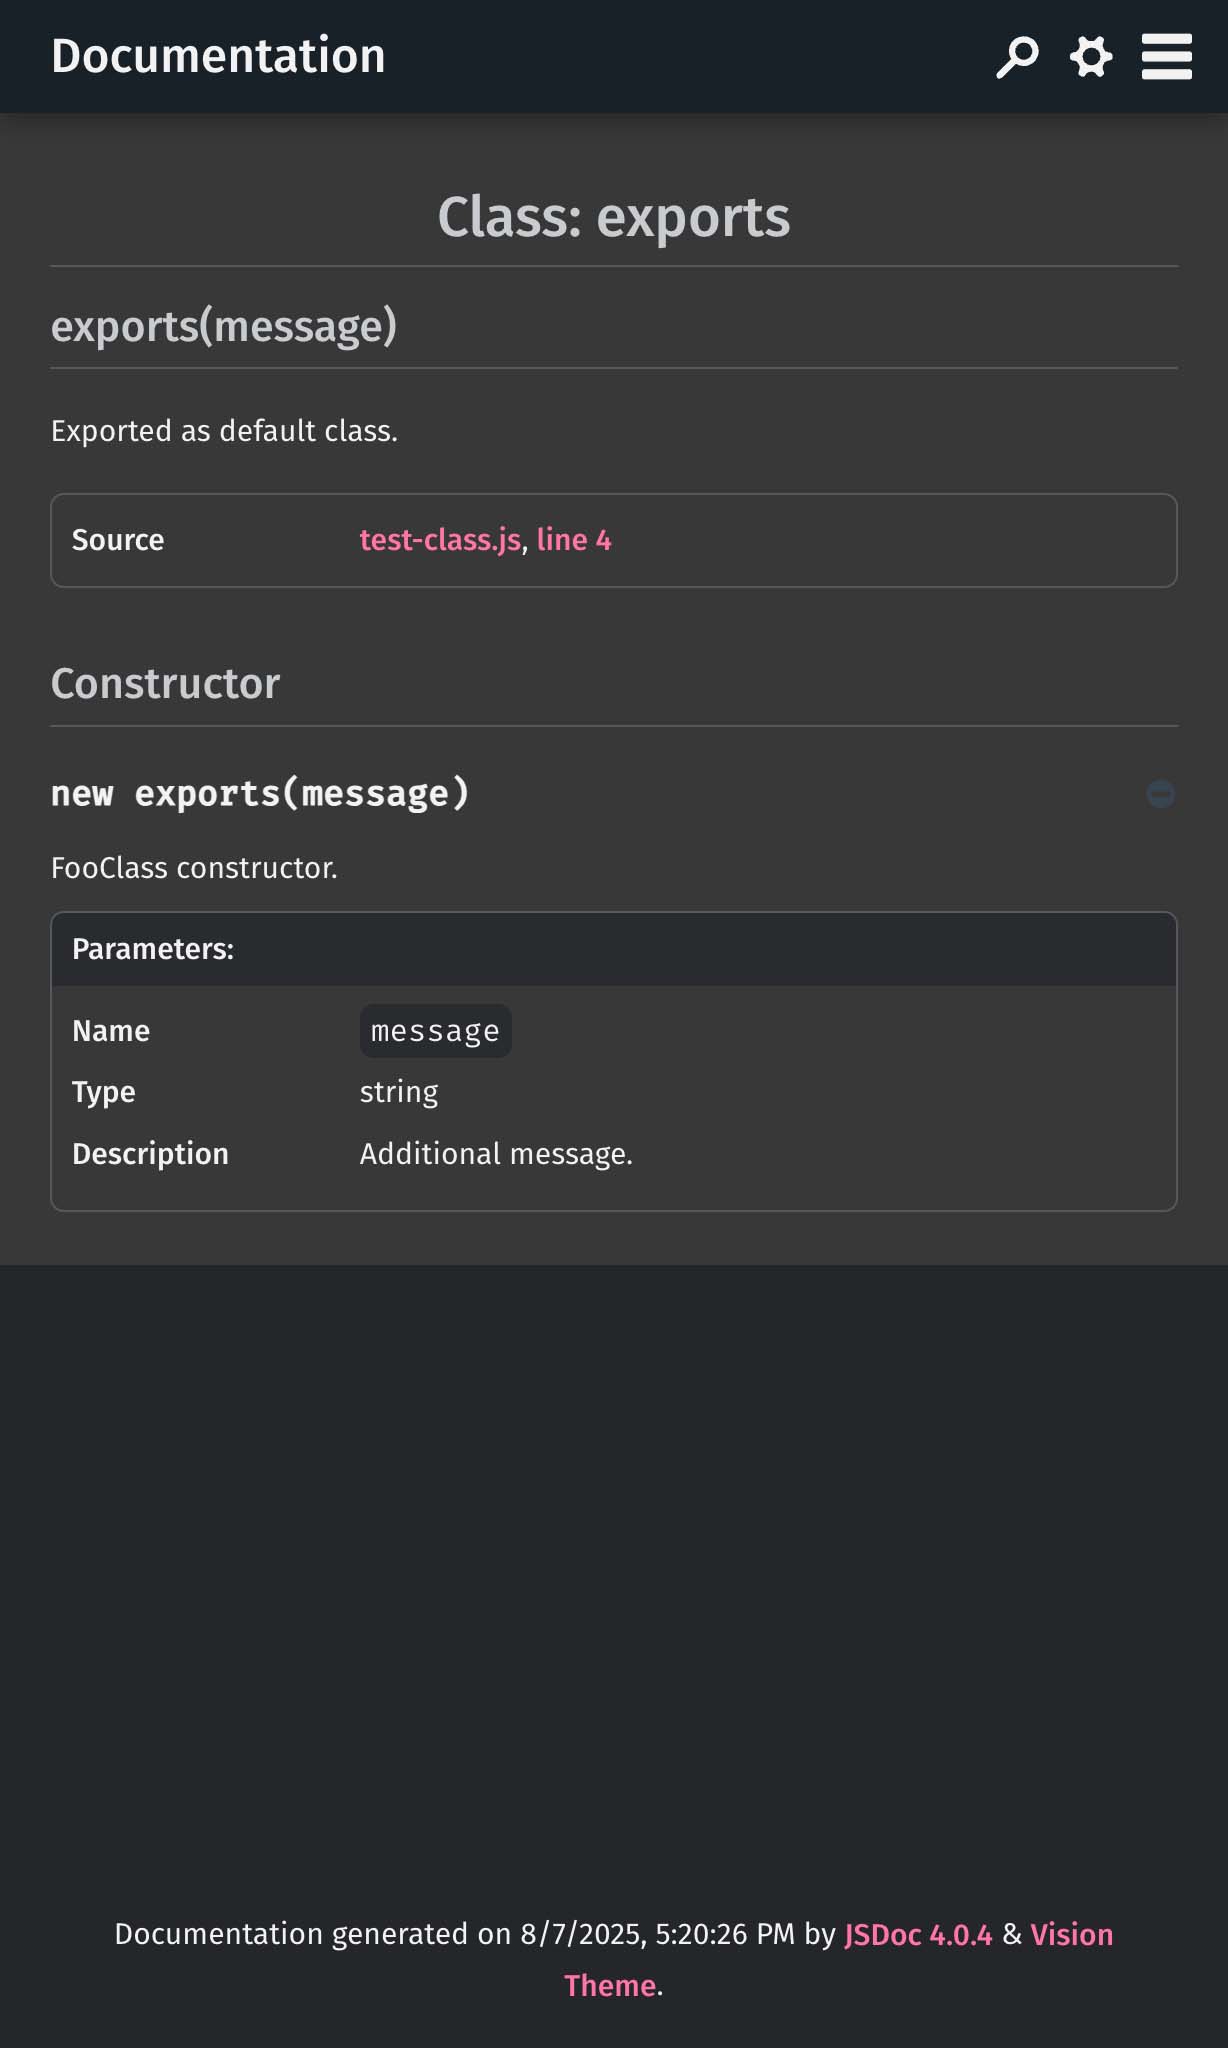 Documentation
Class: exports
exports(message)
Exported as default class.
Source test-class.js, line 4
Constructor
new exports(message)
FooClass constructor.
Parameters:
Name message
Type string
Description Additional message.
Documentation generated on 8/7/2025, 5:20:26 PM by JSDoc 4.0.4 & Vision
Theme.